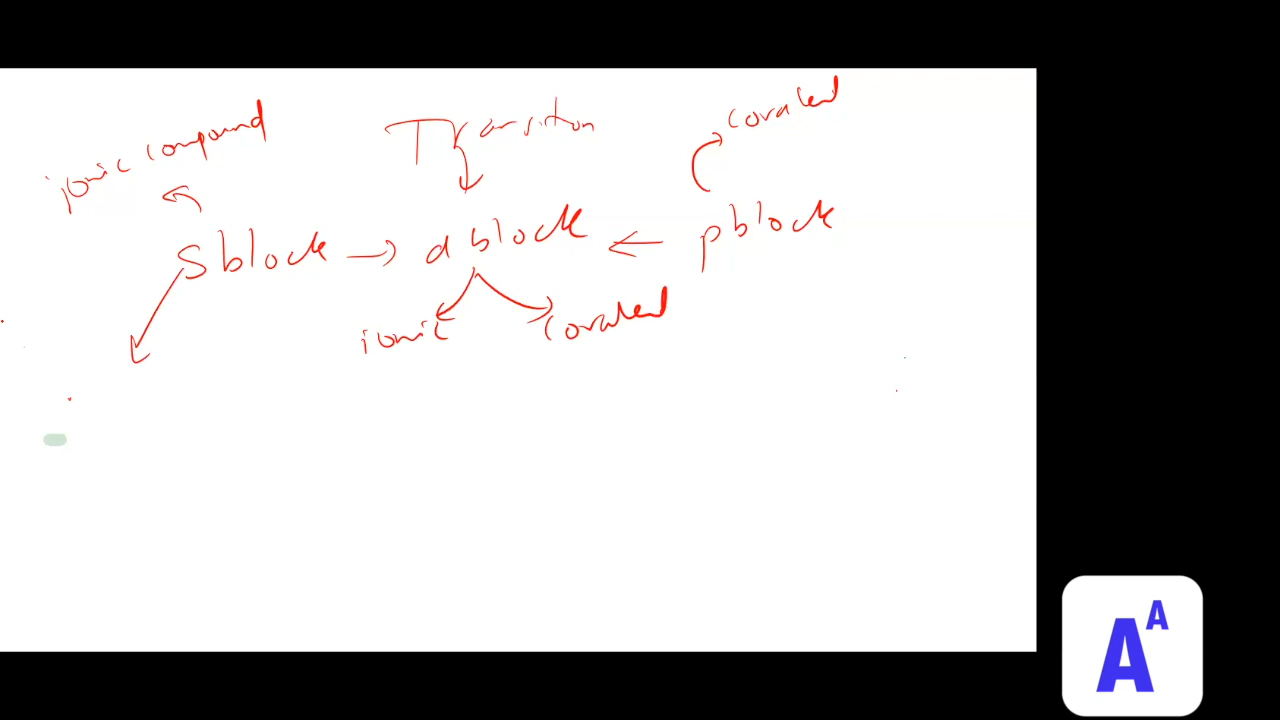 ionic compound
Transition
covalent
S block → d block ← p block
ionic
covalent
A A